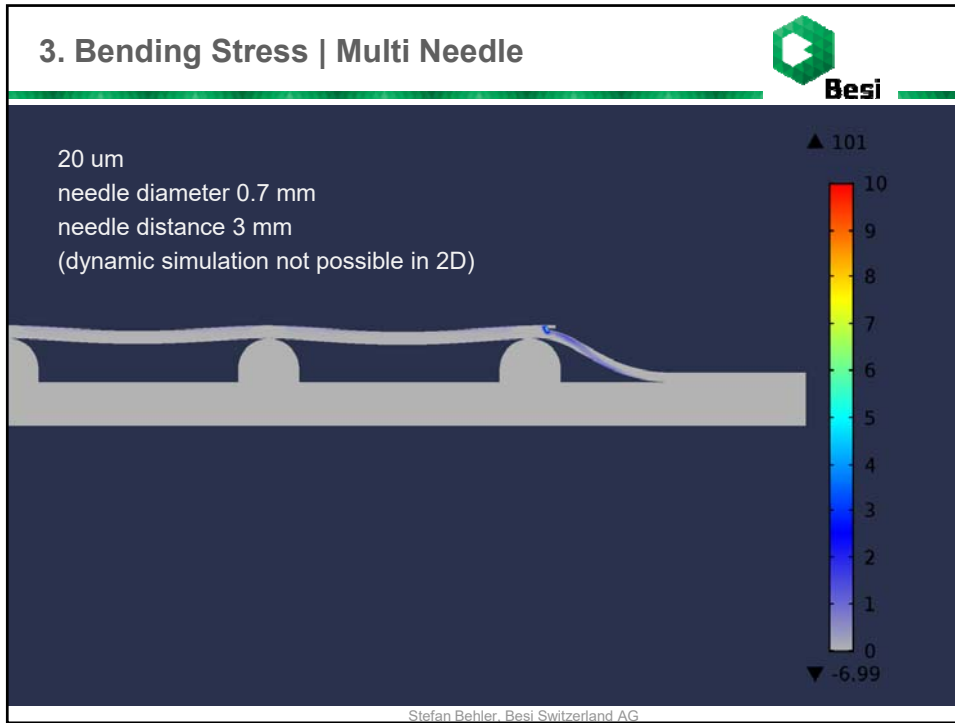 3. Bending Stress | Multi Needle
Besi
20 um
needle diameter 0.7 mm
needle distance 3 mm
(dynamic simulation not possible in 2D)
▲ 101
10
9
8
7
6
5
4
3
2
1
0
▼ -6.99
Stefan Behler, Besi Switzerland AG